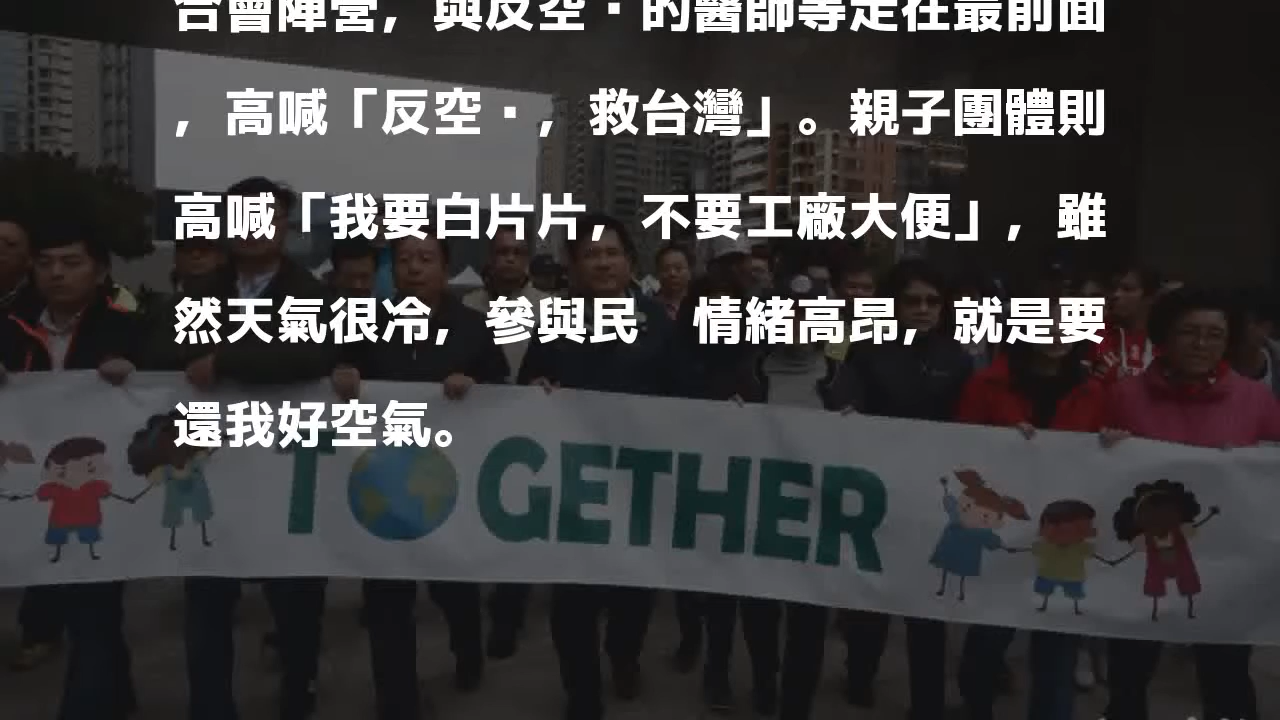 合會陣營，與反空·的醫師等走在最前面
，高喊「反空·，救台灣」。親子團體則
高喊「我要白片片，不要工廠大便」，雖
然天氣很冷，參與民　情緒高昂，就是要
還我好空氣。
TOGETHER